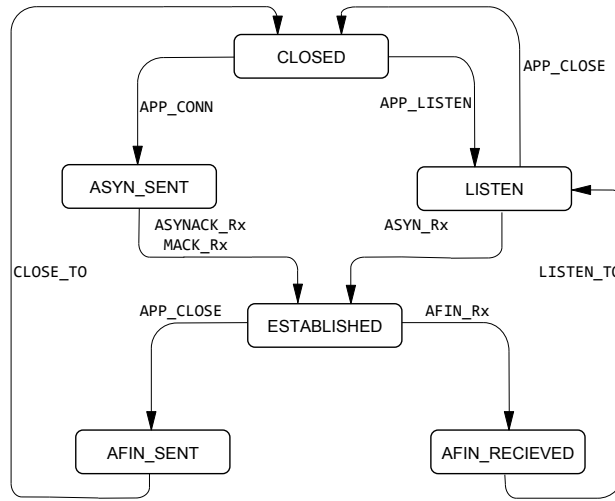 CLOSED
APP_CLOSE
APP_CONN
APP_LISTEN
ASYN_SENT
LISTEN
ASYNACK_Rx
MACK_Rx
ASYN_Rx
CLOSE_TO
LISTEN_TO
APP_CLOSE
ESTABLISHED
AFIN_Rx
AFIN_SENT
AFIN_RECIEVED